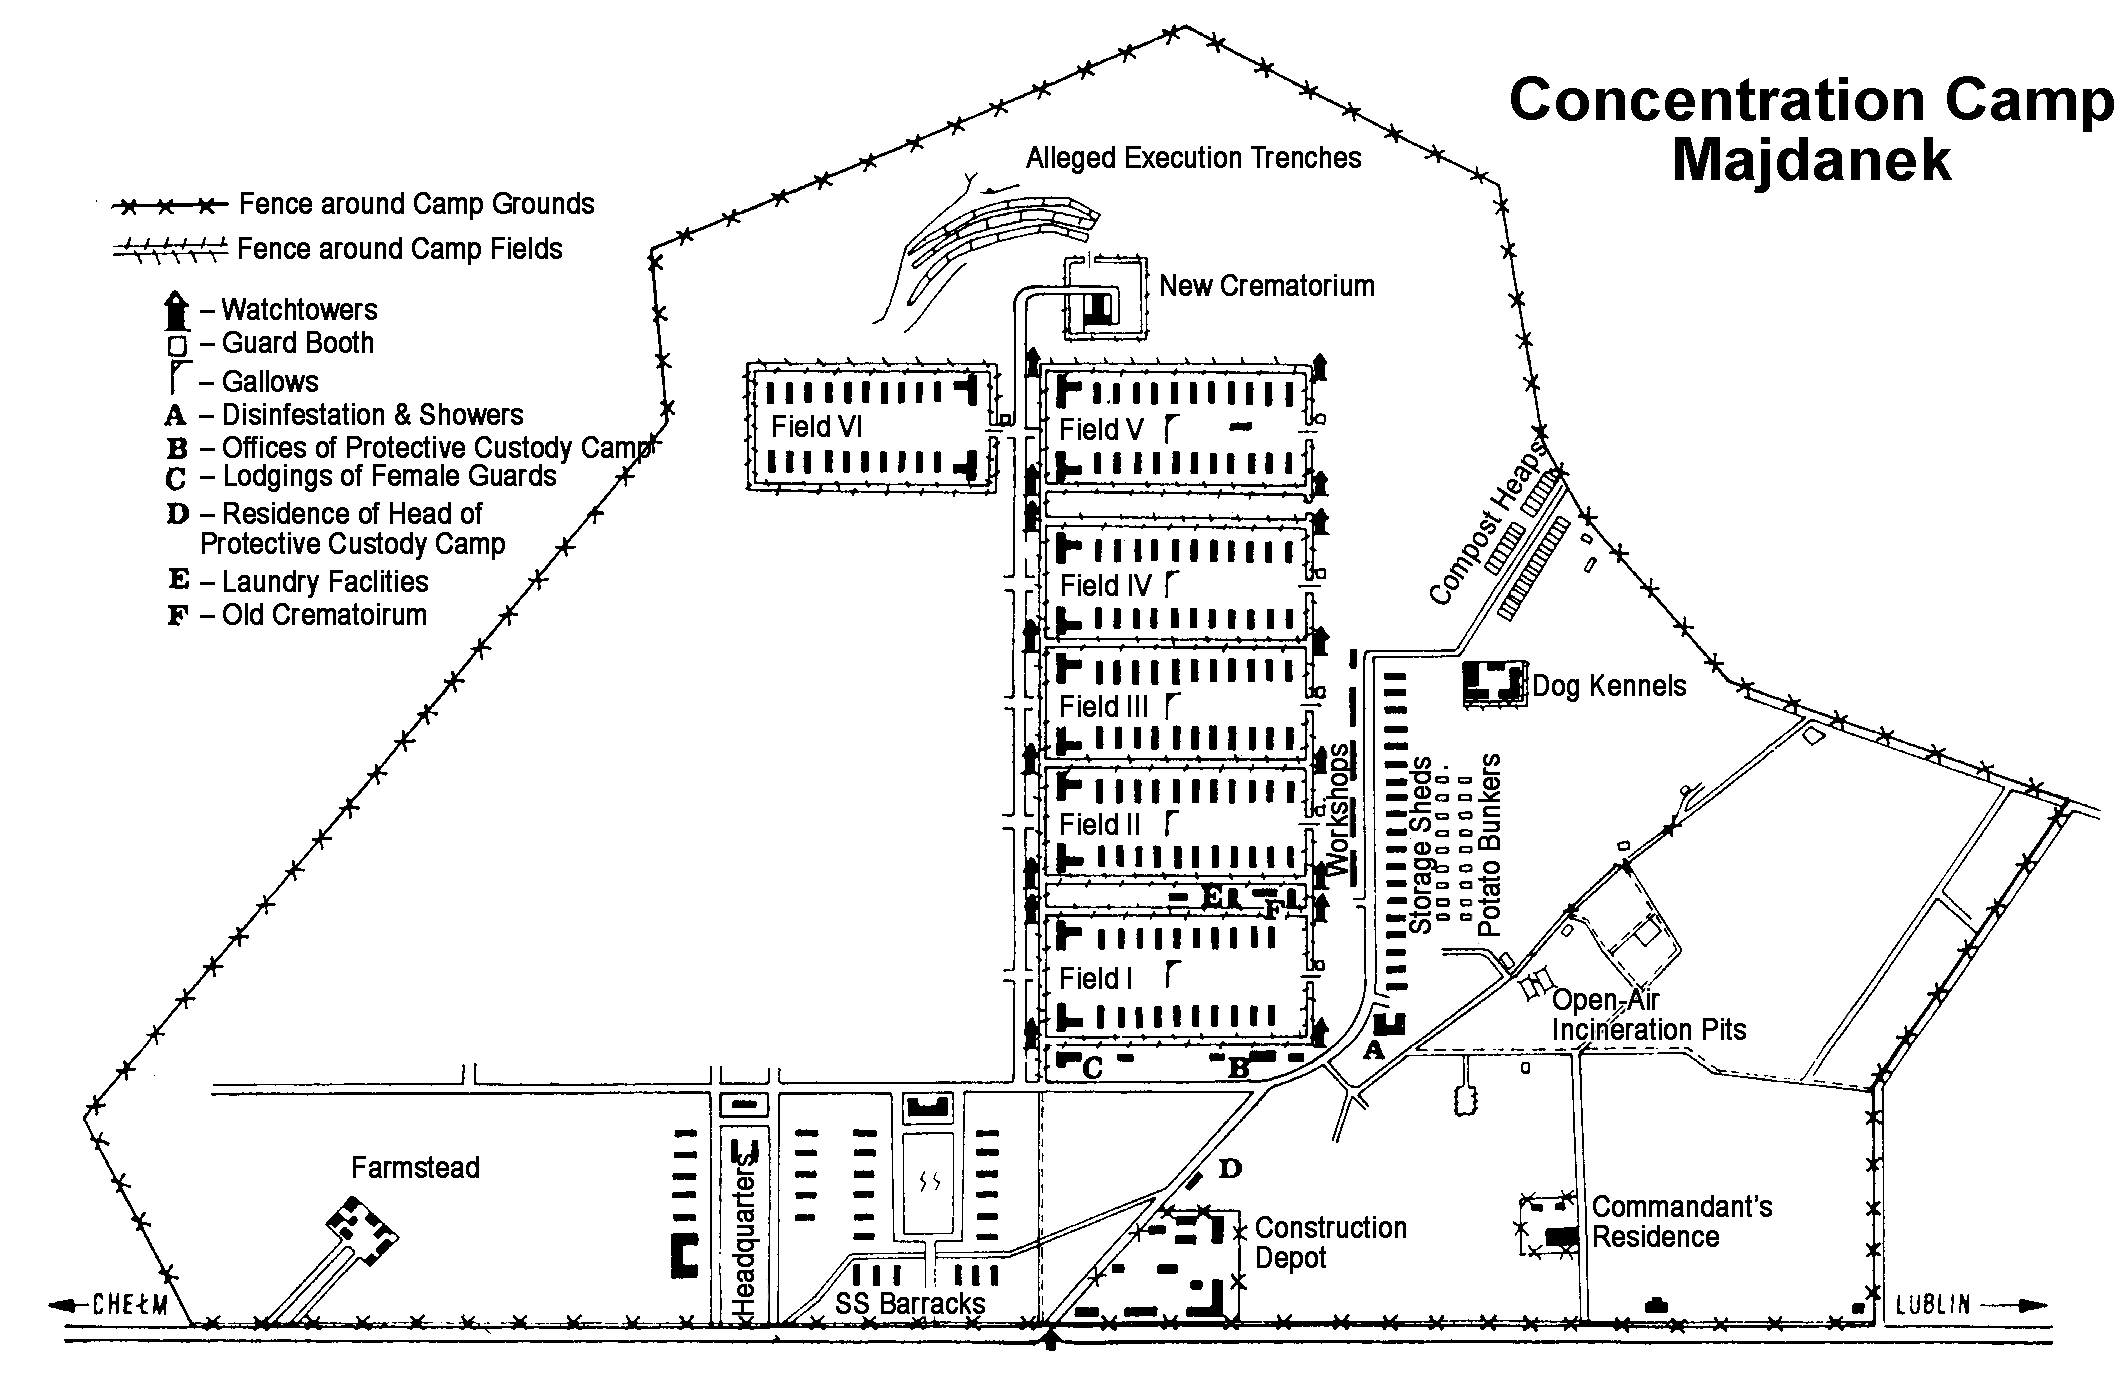 Concentration Camp
Majdanek
Alleged Execution Trenches
Fence around Camp Grounds
Fence around Camp Fields
– Watchtowers
– Guard Booth
– Gallows
A – Disinfestation & Showers
B – Offices of Protective Custody Camp
C – Lodgings of Female Guards
D – Residence of Head of
Protective Custody Camp
E – Laundry Faclities
F – Old Crematoirum
New Crematorium
Field VI
Field V
Compost Heaps
Field IV
Dog Kennels
Field III
Workshops
Storage Sheds
Potato Bunkers
Field II
E
F
Field I
Open-Air
Incineration Pits
A
C
B
Farmstead
Headquarters
SS
D
Construction
Depot
Commandant's
Residence
SS Barracks
CHEŁM
LUBLIN